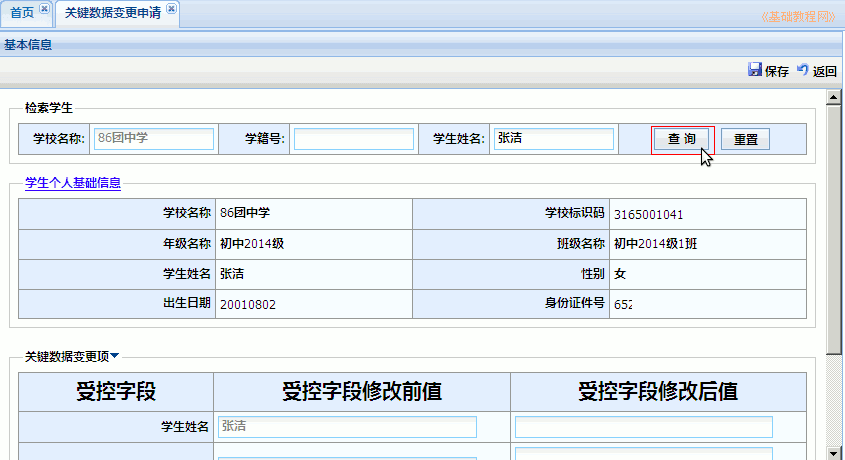 首页 关键数据变更申请
《基础教程网》
基本信息
保存 返回
检索学生
学校名称: 86团中学 学籍号: 学生姓名: 张洁 查 询 重置
学生个人基础信息
学校名称 86团中学 学校标识码 3165001041
年级名称 初中2014级 班级名称 初中2014级1班
学生姓名 张洁 性别 女
出生日期 20010802 身份证件号 652
关键数据变更项
受控字段 受控字段修改前值 受控字段修改后值
学生姓名 张洁